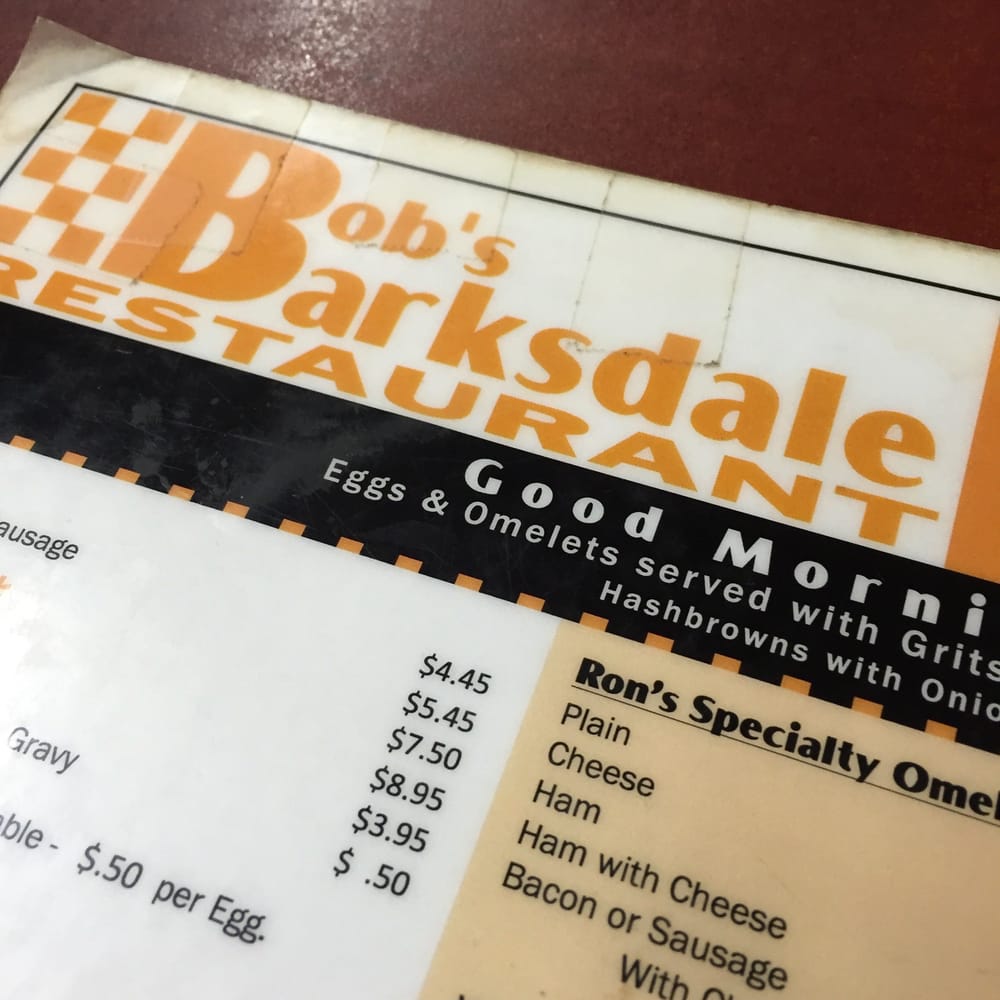 Bob's
Barksdale
RESTAURANT
Good Morni
Eggs & Omelets served with Grits
Hashbrowns with Onio
ausage
$4.45
$5.45
$7.50
Gravy
$8.95
$3.95
$ .50
able - $.50 per Egg.
Ron's Specialty Omel
Plain
Cheese
Ham
Ham with Cheese
Bacon or Sausage
With